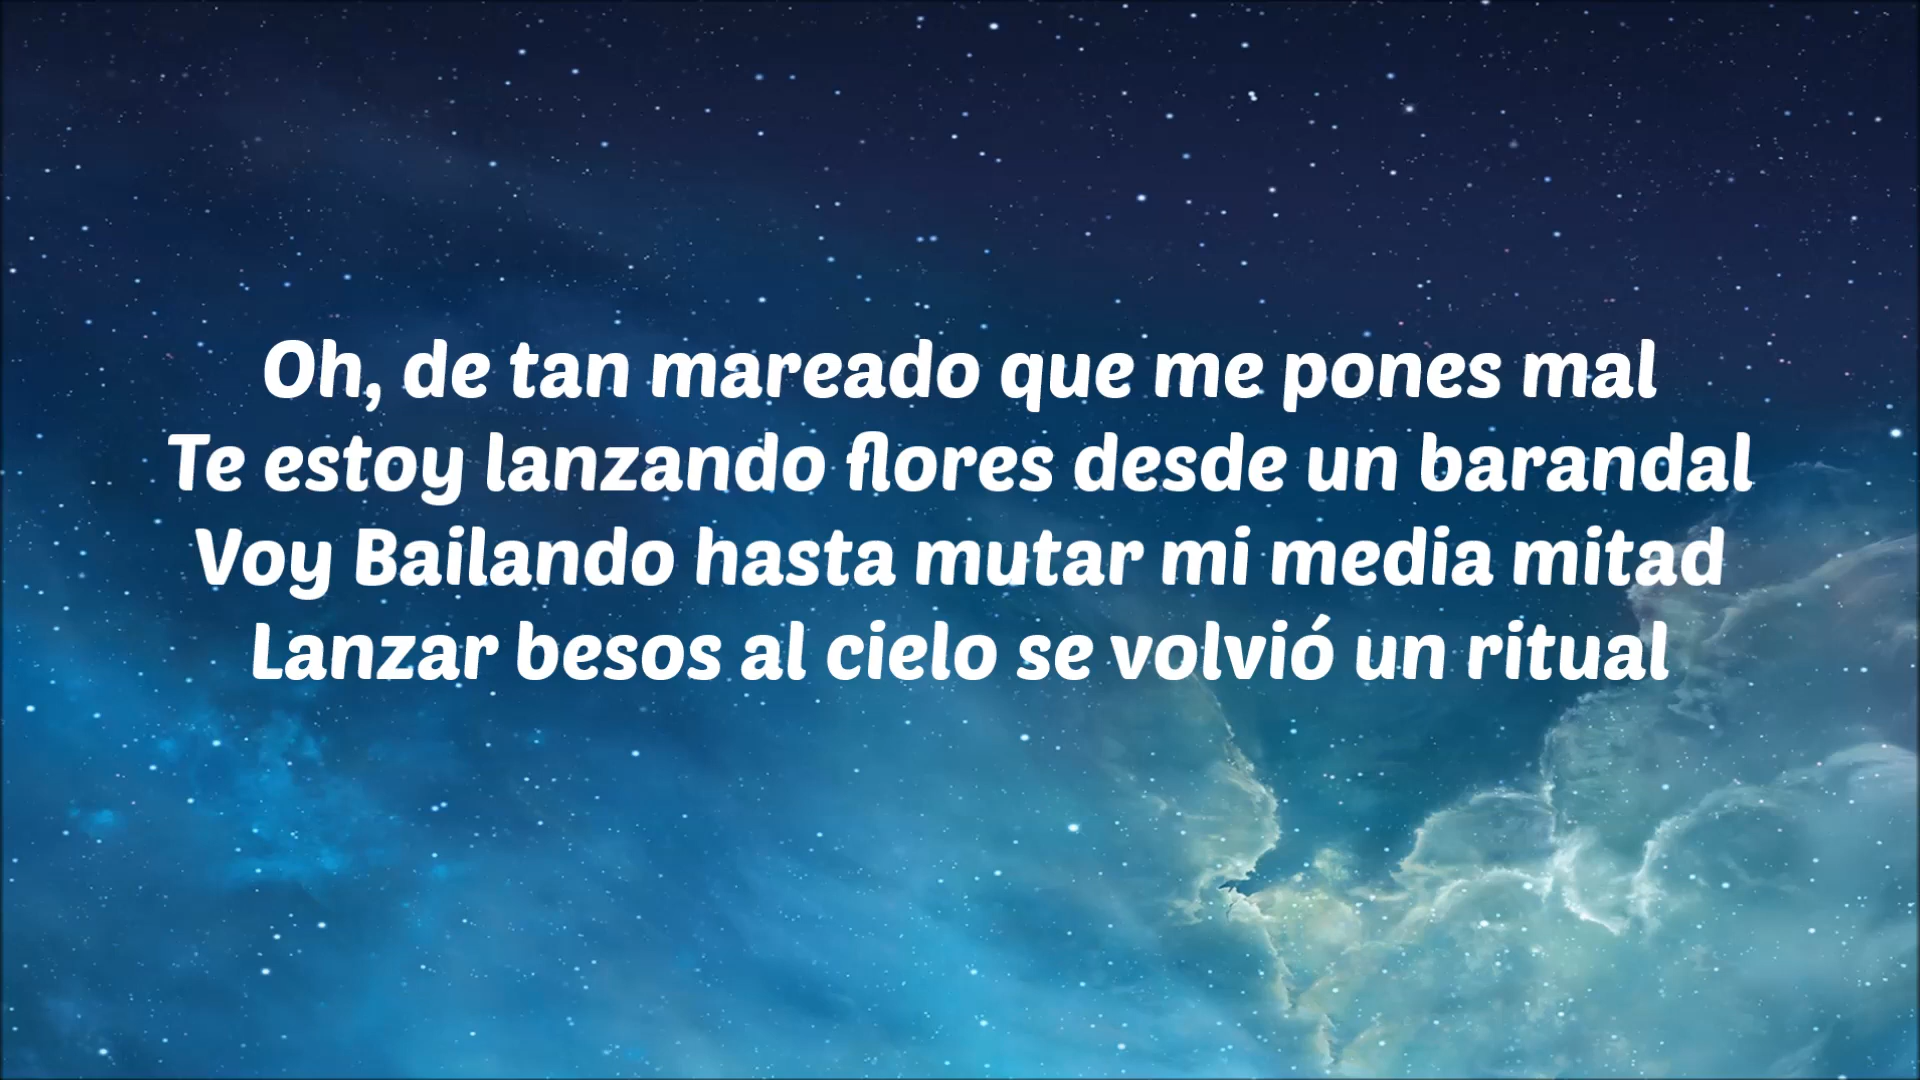 Oh, de tan mareado que me pones mal
Te estoy lanzando flores desde un barandal
Voy Bailando hasta mutar mi media mitad
Lanzar besos al cielo se volvió un ritual